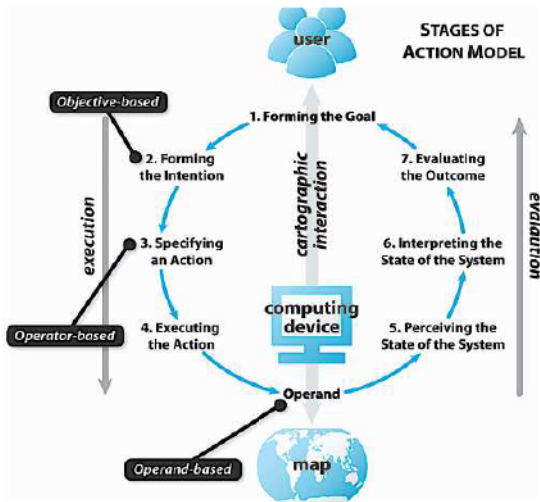 user
STAGES OF
ACTION MODEL
Objective-based
1. Forming the Goal
2. Forming
the Intention
7. Evaluating
the Outcome
execution
cartographic
interaction
evaluation
3. Specifying
an Action
6. Interpreting the
State of the System
computing
device
Operator-based
4. Executing
the Action
5. Perceiving the
State of the System
Operand
Operand-based
map